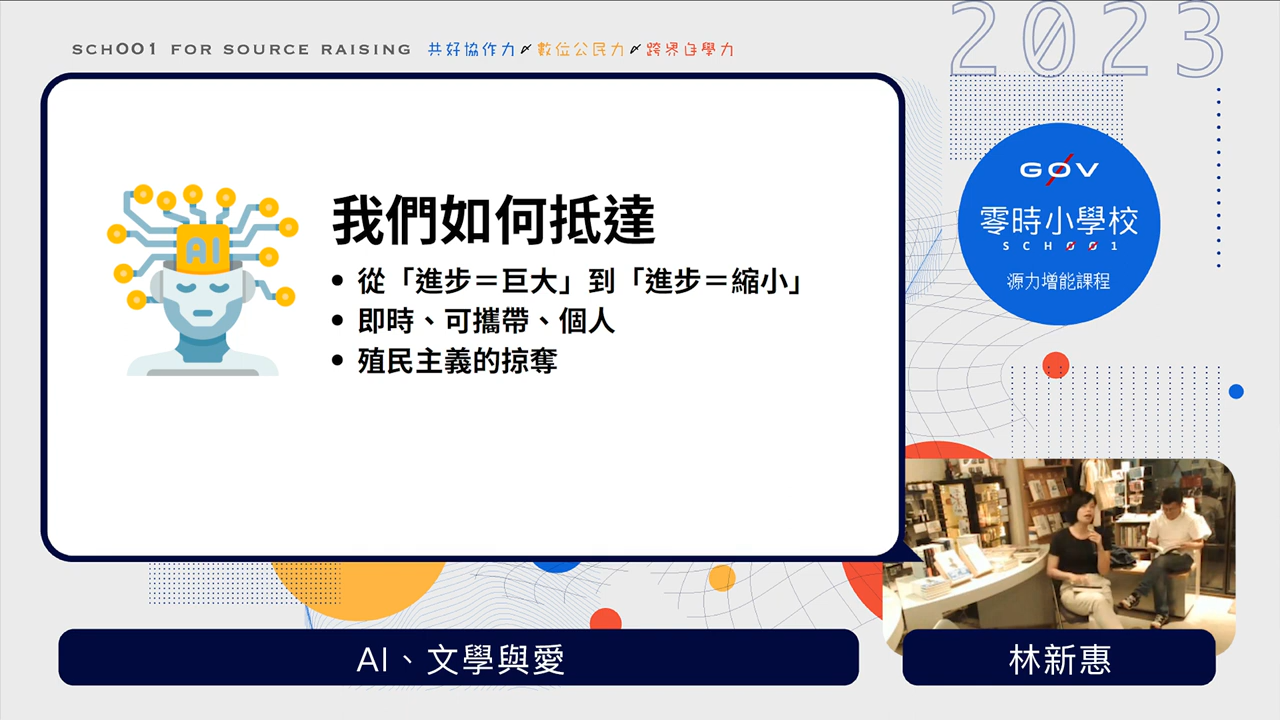 SCH001 FOR SOURCE RAISING 共好協作力 數位公民力 跨界自學力
2023
G0V
零時小學校
SCH001
源力增能課程
AI
我們如何抵達
• 從「進步＝巨大」到「進步＝縮小」
• 即時、可攜帶、個人
• 殖民主義的掠奪
AI、文學與愛
林新惠